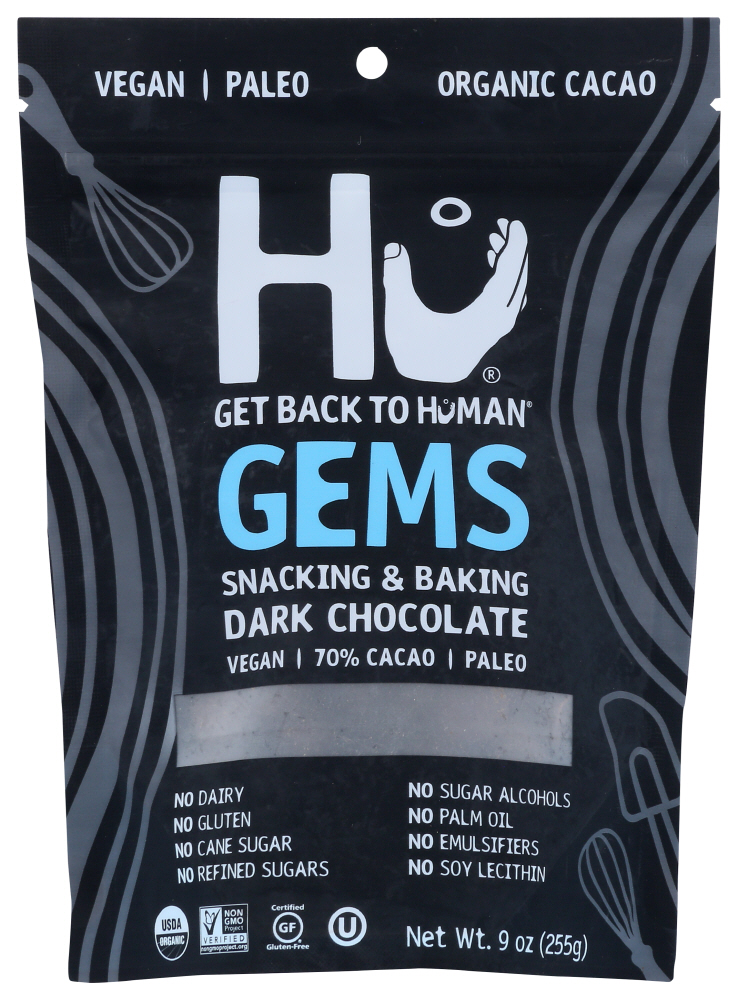 VEGAN | PALEO
ORGANIC CACAO
Hu®
GET BACK TO HUMAN®
GEMS
SNACKING & BAKING
DARK CHOCOLATE
VEGAN | 70% CACAO | PALEO
NO DAIRY
NO GLUTEN
NO CANE SUGAR
NO REFINED SUGARS
NO SUGAR ALCOHOLS
NO PALM OIL
NO EMULSIFIERS
NO SOY LECITHIN
USDA
ORGANIC
NON
GMO
Project
VERIFIED
nongmoproject.org
Certified
GF
Gluten-Free
U
Net Wt. 9 oz (255g)